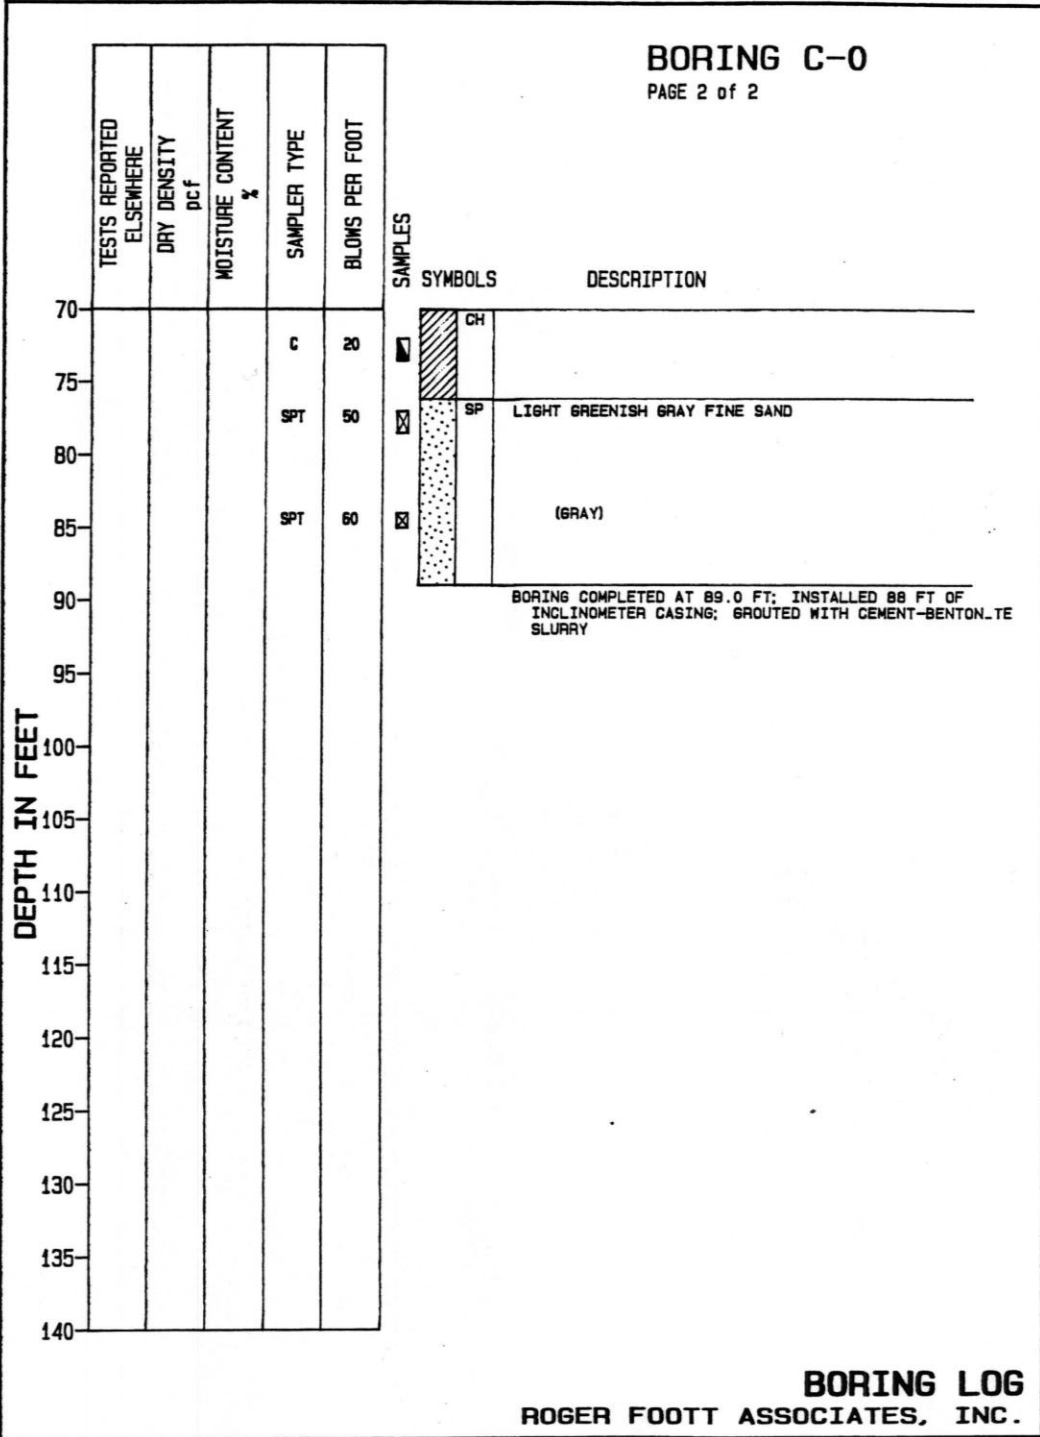 BORING C-0
PAGE 2 of 2
TESTS REPORTED
ELSEWHERE
DRY DENSITY
pcf
MOISTURE CONTENT
%
SAMPLER TYPE
BLOWS PER FOOT
SAMPLES
SYMBOLS
DESCRIPTION
70
CH
C 20
75
SP LIGHT GREENISH GRAY FINE SAND
SPT 50
80
(GRAY)
SPT 60
85
90
BORING COMPLETED AT 89.0 FT; INSTALLED 88 FT OF
INCLINOMETER CASING; GROUTED WITH CEMENT-BENTON_TE
SLURRY
95
100
105
110
115
120
125
130
135
140
DEPTH IN FEET
BORING LOG
ROGER FOOTT ASSOCIATES, INC.